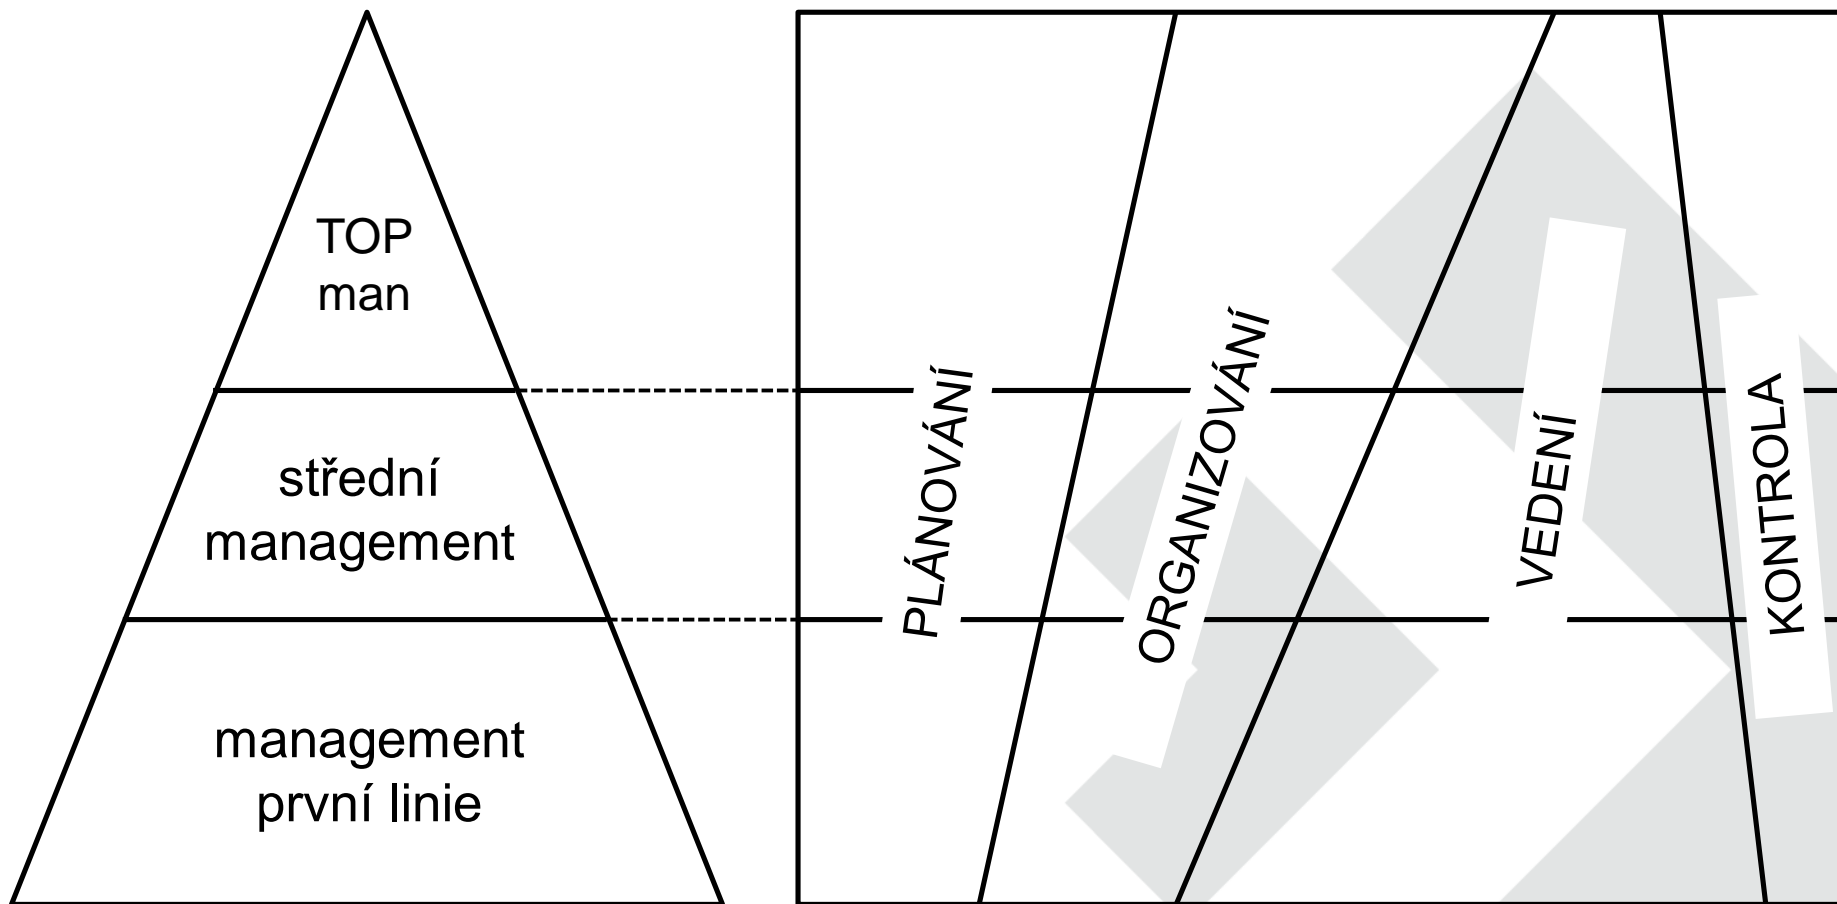 TOP
man
střední
management
management
první linie
PLÁNOVÁNÍ
ORGANIZOVÁNÍ
VEDENÍ
KONTROLA